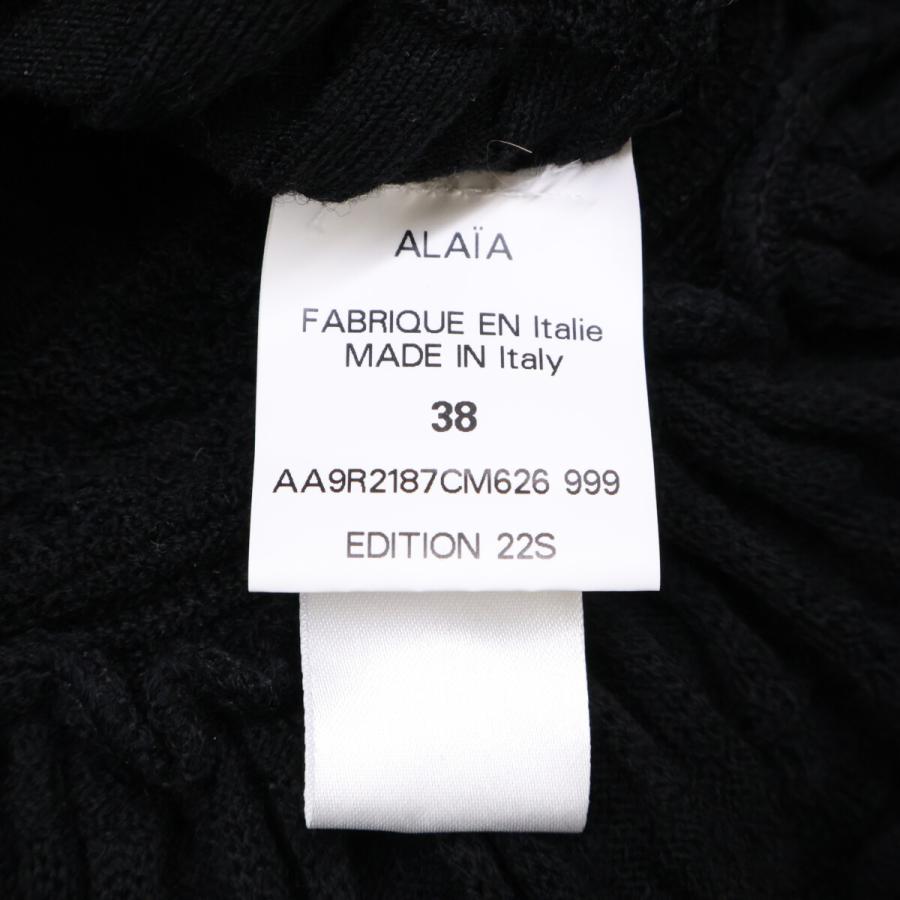 ALAÏA
FABRIQUE EN Italie
MADE IN Italy
38
AA9R2187CM626 999
EDITION 22S